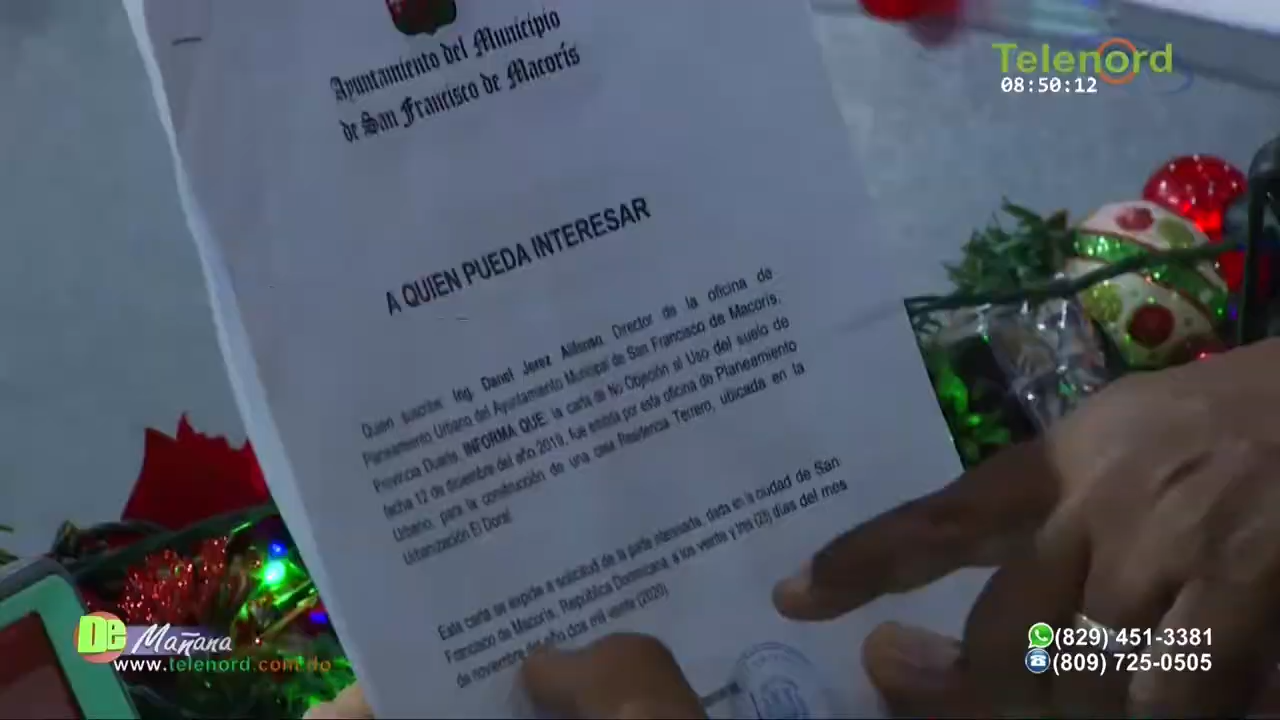 Ayuntamiento del Municipio
de San Francisco de Macorís
Telenord
08:50:12
A QUIEN PUEDA INTERESAR
Quien suscribe Ing. Daniel Jerez Alifonso, Director de la oficina de
Planeamiento Urbano del Ayuntamiento Municipal de San Francisco de Macorís,
Provincia Duarte, INFORMA QUE: la carta de No Objeción al Uso del suelo de
fecha 12 de diciembre del año 2019, fue emitida por esta oficina de Planeamiento
Urbano, para la construcción de una casa Residencia Terrero, ubicada en la
Urbanización El Doral
Esta carta se expide a solicitud de la parte interesada, dada en la ciudad de San
Francisco de Macorís, República Dominicana a los veinte y tres (23) días del mes
de noviembre del año dos mil veinte (2020)
De Mañana
www.telenord.com.do
(829) 451-3381
(809) 725-0505